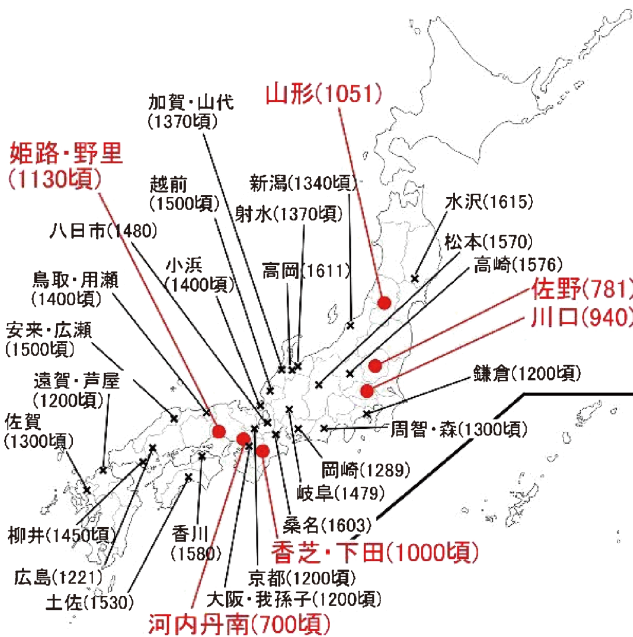 加賀・山代
(1370頃)
山形(1051)
姫路・野里
(1130頃)
越前
(1500頃)
新潟(1340頃)
射水(1370頃)
水沢(1615)
八日市(1480)
松本(1570)
小浜
(1400頃)
高岡(1611)
高崎(1576)
鳥取・用瀬
(1400頃)
佐野(781)
川口(940)
安来・広瀬
(1500頃)
遠賀・芦屋
(1200頃)
鎌倉(1200頃)
佐賀
(1300頃)
周智・森(1300頃)
岡崎(1289)
岐阜(1479)
柳井(1450頃)
香川
(1580)
桑名(1603)
香芝・下田(1000頃)
広島(1221)
京都(1200頃)
土佐(1530)
大阪・我孫子(1200頃)
河内丹南(700頃)